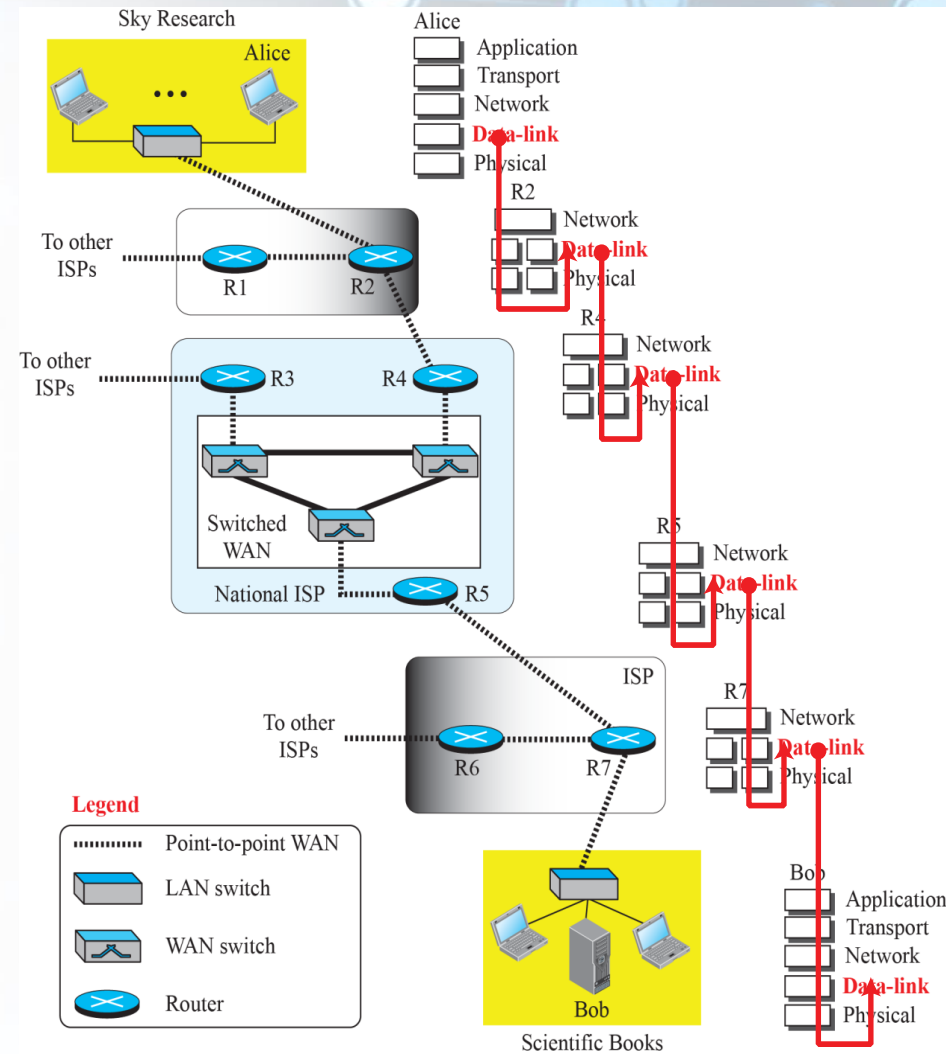 Sky Research
Alice
Alice
Application
Transport
Network
Data-link
Physical
R2
Network
Data-link
Physical
To other
ISPs
R1
R2
R4
Network
Data-link
Physical
To other
ISPs
R3
R4
Switched
WAN
National ISP
R5
R5
Network
Data-link
Physical
ISP
To other
ISPs
R6
R7
R7
Network
Data-link
Physical
Legend
Point-to-point WAN
LAN switch
WAN switch
Router
Bob
Scientific Books
Bob
Application
Transport
Network
Data-link
Physical